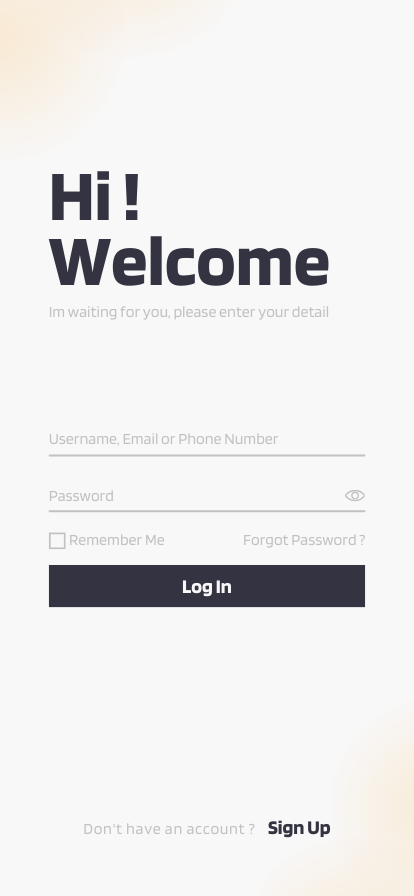 Hi !
Welcome
Im waiting for you, please enter your detail
Username, Email or Phone Number
Password
Remember Me Forgot Password ?
Log In
Don't have an account ? Sign Up